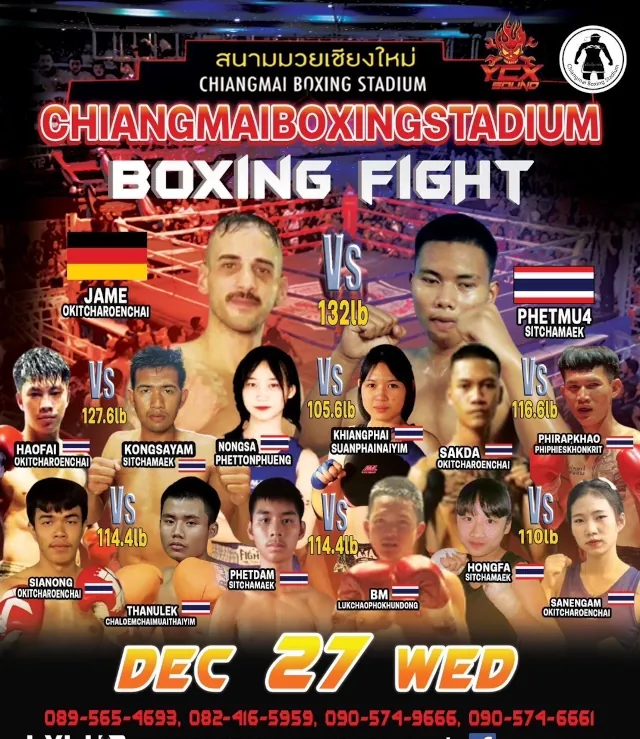 สนามมวยเชียงใหม่
CHIANGMAI BOXING STADIUM
YCX
SOUND
Chiangmai Boxing Stadium
CHIANGMAIBOXINGSTADIUM
BOXING FIGHT
JAME
OKITCHAROENCHAI
Vs
132lb
PHETMU4
SITCHAMAEK
HAOFAI
OKITCHAROENCHAI
Vs
127.6lb
KONGSAYAM
SITCHAMAEK
NONGSA
PHETTONPHUENG
Vs
105.6lb
KHIANGPHAI
SUANPHAINAIYIM
SAKDA
OKITCHAROENCHAI
Vs
116.6lb
PHIRAPKHAO
PHIPHIESKHONKRIT
SIANONG
OKITCHAROENCHAI
Vs
114.4lb
THANULEK
CHALOEMCHAIMUAITHAIYIM
PHETDAM
SITCHAMAEK
Vs
114.4lb
BM
LUKCHAOPHOKHUNDONG
HONGFA
SITCHAMAEK
Vs
110lb
SANENGAM
OKITCHAROENCHAI
DEC 27 WED
089-565-4693, 082-416-5959, 090-574-9666, 090-574-6661